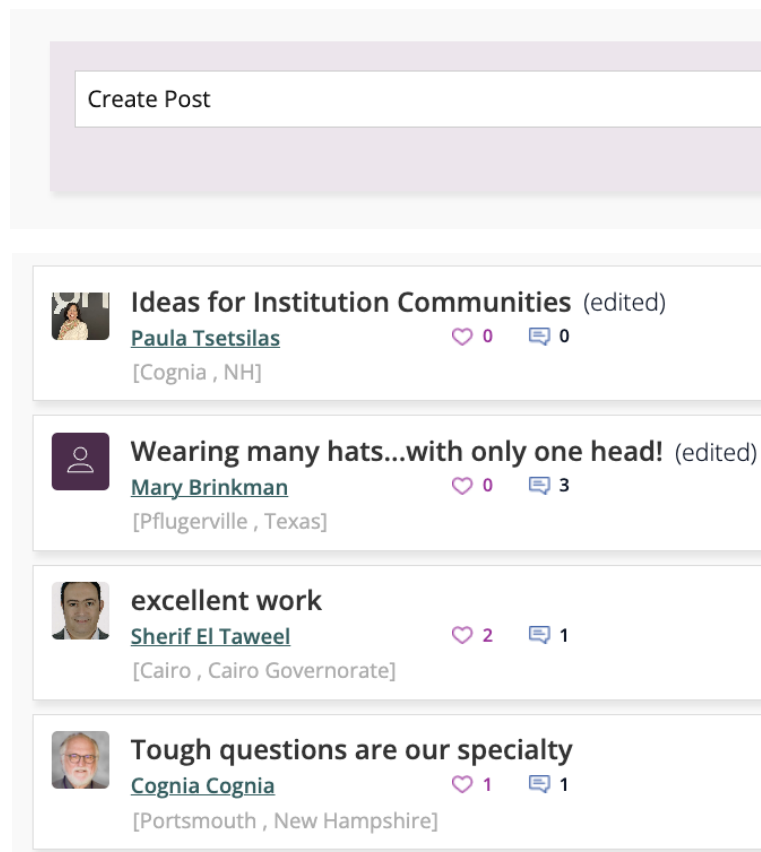 Create Post
Ideas for Institution Communities (edited)
Paula Tsetsilas 0 0
[Cognia , NH]
Wearing many hats...with only one head! (edited)
Mary Brinkman 0 3
[Pflugerville , Texas]
excellent work
Sherif El Taweel 2 1
[Cairo , Cairo Governorate]
Tough questions are our specialty
Cognia Cognia 1 1
[Portsmouth , New Hampshire]